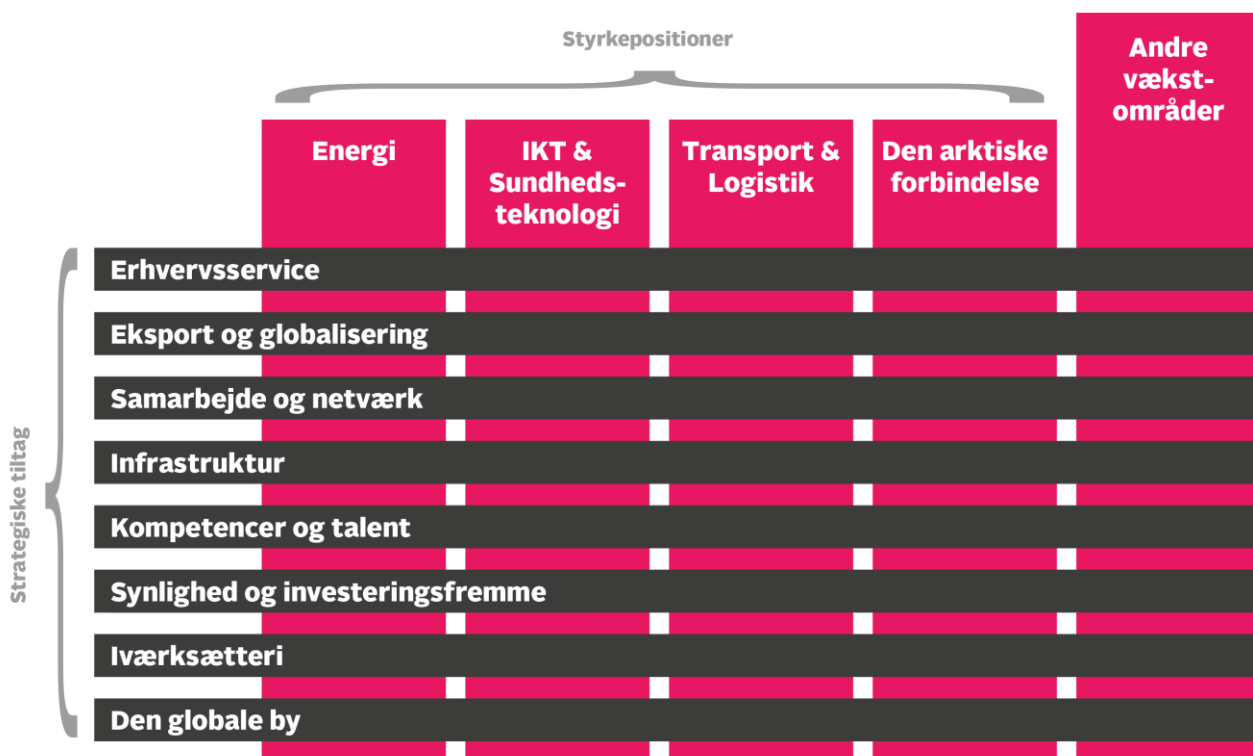 Styrkepositioner
Andre
vækst-
områder
Energi
IKT &
Sundheds-
teknologi
Transport &
Logistik
Den arktiske
forbindelse
Strategiske tiltag
Erhvervsservice
Eksport og globalisering
Samarbejde og netværk
Infrastruktur
Kompetencer og talent
Synlighed og investeringsfremme
Iværksætteri
Den globale by